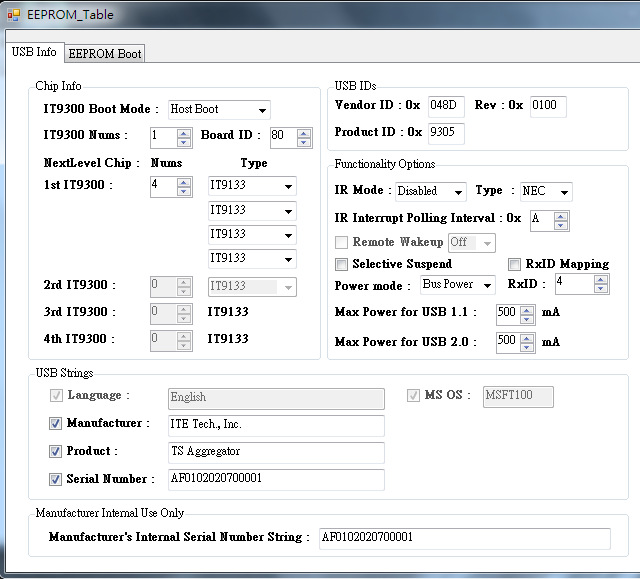 EEPROM_Table
USB Info EEPROM Boot
Chip Info
IT9300 Boot Mode : Host Boot
IT9300 Nums : 1 Board ID : 80
NextLevel Chip : Nums Type
1st IT9300 : 4 IT9133
IT9133
IT9133
IT9133
2rd IT9300 : 0 IT9133
3rd IT9300 : 0 IT9133
4th IT9300 : 0 IT9133
USB IDs
Vendor ID : 0x 048D Rev : 0x 0100
Product ID : 0x 9305
Functionality Options
IR Mode : Disabled Type : NEC
IR Interrupt Polling Interval : 0x A
Remote Wakeup Off
Selective Suspend RxID Mapping
Power mode : Bus Power RxID : 4
Max Power for USB 1.1 : 500 mA
Max Power for USB 2.0 : 500 mA
USB Strings
Language : English MS OS : MSFT100
Manufacturer : ITE Tech., Inc.
Product : TS Aggregator
Serial Number : AF0102020700001
Manufacturer Internal Use Only
Manufacturer's Internal Serial Number String : AF0102020700001